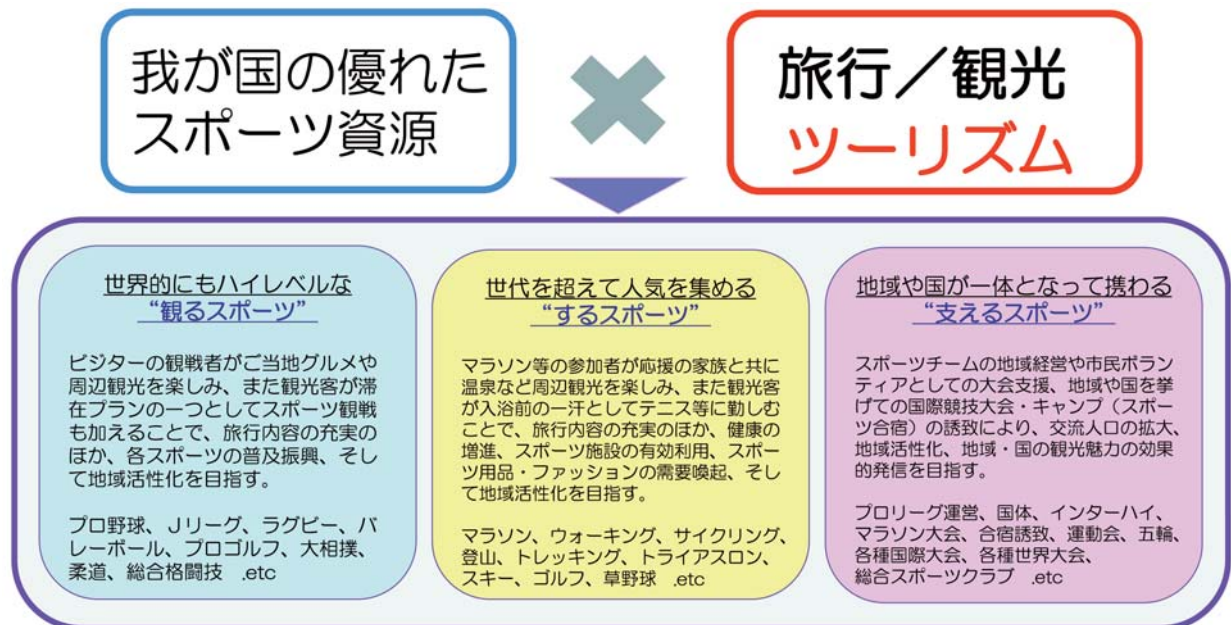 我が国の優れた
スポーツ資源
旅行／観光
ツーリズム
世界的にもハイレベルな
“観るスポーツ”
ビジターの観戦者がご当地グルメや
周辺観光を楽しみ、また観光客が滞
在プランの一つとしてスポーツ観戦
も加えることで、旅行内容の充実の
ほか、各スポーツの普及振興、そし
て地域活性化を目指す。
プロ野球、Ｊリーグ、ラグビー、バ
レーボール、プロゴルフ、大相撲、
柔道、総合格闘技　.etc
世代を超えて人気を集める
“するスポーツ”
マラソン等の参加者が応援の家族と共に
温泉など周辺観光を楽しみ、また観光客
が入浴前の一汗としてテニス等に勤しむ
ことで、旅行内容の充実のほか、健康の
増進、スポーツ施設の有効利用、スポー
ツ用品・ファッションの需要喚起、そし
て地域活性化を目指す。
マラソン、ウォーキング、サイクリング、
登山、トレッキング、トライアスロン、
スキー、ゴルフ、草野球　.etc
地域や国が一体となって携わる
“支えるスポーツ”
スポーツチームの地域経営や市民ボラン
ティアとしての大会支援、地域や国を挙
げての国際競技大会・キャンプ（スポー
ツ合宿）の誘致により、交流人口の拡大、
地域活性化、地域・国の観光魅力の効果
的発信を目指す。
プロリーグ運営、国体、インターハイ、
マラソン大会、合宿誘致、運動会、五輪、
各種国際大会、各種世界大会、
総合スポーツクラブ　.etc